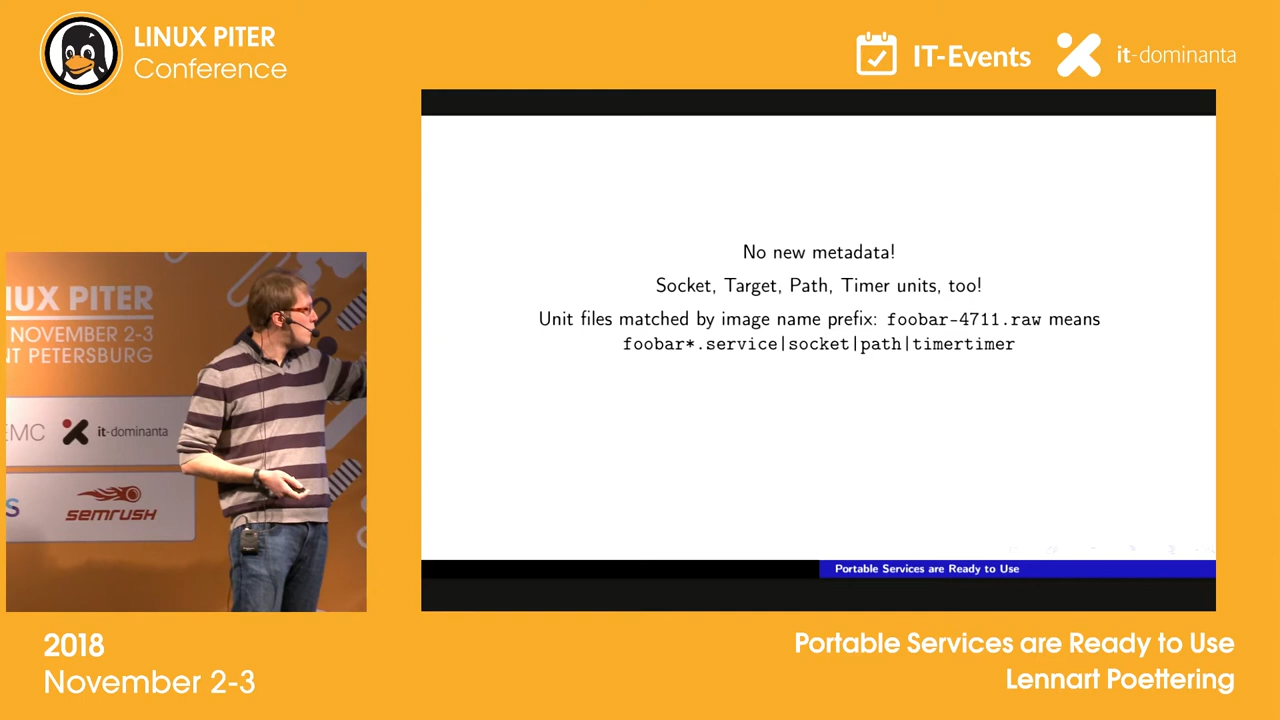 LINUX PITER
Conference
IT-Events
it-dominanta
No new metadata!
Socket, Target, Path, Timer units, too!
Unit files matched by image name prefix: foobar-4711.raw means
foobar*.service|socket|path|timertimer
Portable Services are Ready to Use
NUX PITER
NOVEMBER 2-3
NT PETERSBURG
EMC
it-dominanta
S
semrush
2018
November 2-3
Portable Services are Ready to Use
Lennart Poettering